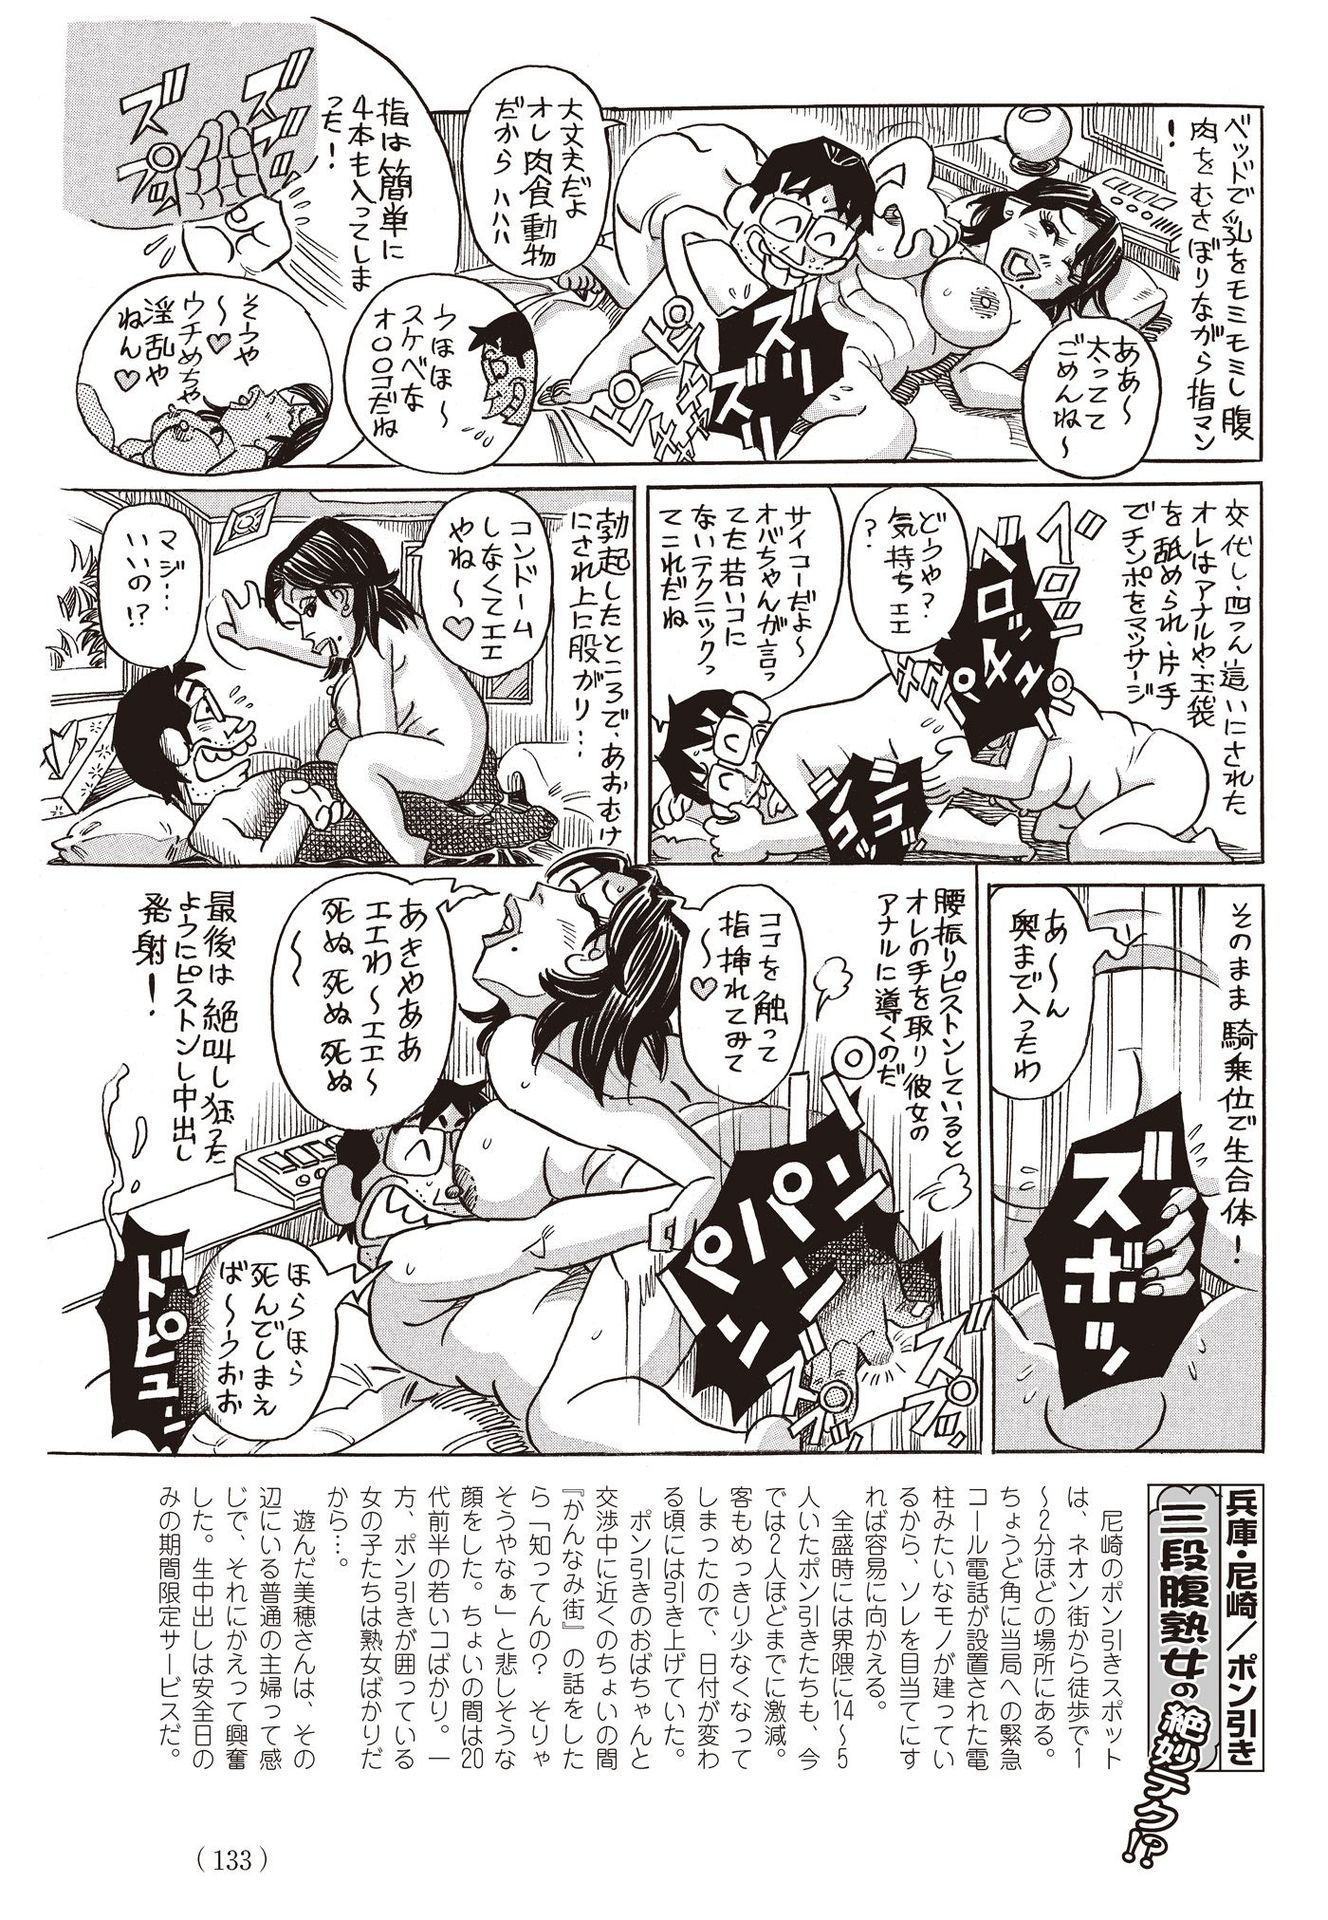 ベッドで乳をモミモミし腹
肉をむさぼりながら指マン
!
ああ〜
太ってて
ごめんね〜
大丈夫だよ
オレ肉食動物
だから ハハハ
ズリ
ズズ
指は簡単に
4本も入ってしま
った!
うほほ〜
スケベな
オ〇〇コだね
そうや
〜♡
ウチめちゃ
淫乱や
ねん♡
交代し・四つん這いにされた
オレはアナルや玉袋
を舐められ、片手
でチンポをマッサージ
どうや?
気持ちエエ
?
サイコーだよ〜
オバちゃんが言っ
てた若いコに
ないテクニックっ
てこれだね
勃起したところで、あおむけ
にされ上に股がり…
コンドーム
しなくてエエ
やね〜♡
マジ…
いいの!?
そのまま騎乗位で生合体!
あ〜ん
奥まで入ったわ
ズボッ
腰振りピストンしていると
オレの手を取り彼女の
アナルに導くのだ
ココを触って
指挿れてみて
〜♡
パンパン
あきやああ
エエわ〜エエ〜
死ぬ死ぬ死ぬ
〜
ほらほら
死んでしまえ
ば〜うおお
最後は絶叫し狂った
ようにピストンし中出し
発射!
ドピュ
兵庫・尼崎/ポン引き
三段腹熟女の絶妙テク!?
尼崎のポン引きスポット
は、ネオン街から徒歩で1
〜2分ほどの場所にある。
ちょうど角に当局への緊急
コール電話が設置された電
柱みたいなモノが建ってい
るから、ソレを目当てにす
れば容易に向かえる。
全盛時には界隈に14〜5
人いたポン引きたちも、今
では2人ほどまでに激減。
客もめっきり少なくなって
しまったので、日付が変わ
る頃には引き上げていた。
ポン引きのおばちゃんと
交渉中に近くのちょいの間
『かんなみ街』の話をした
ら「知ってんの? そりゃ
そうやなぁ」と悲しそうな
顔をした。ちょいの間は20
代前半の若いコばかり。一
方、ポン引きが囲っている
女の子たちは熟女ばかりだ
から…。
遊んだ美穂さんは、その
辺にいる普通の主婦って感
じで、それにかえって興奮
した。生中出しは安全日の
みの期間限定サービスだ。
(133)